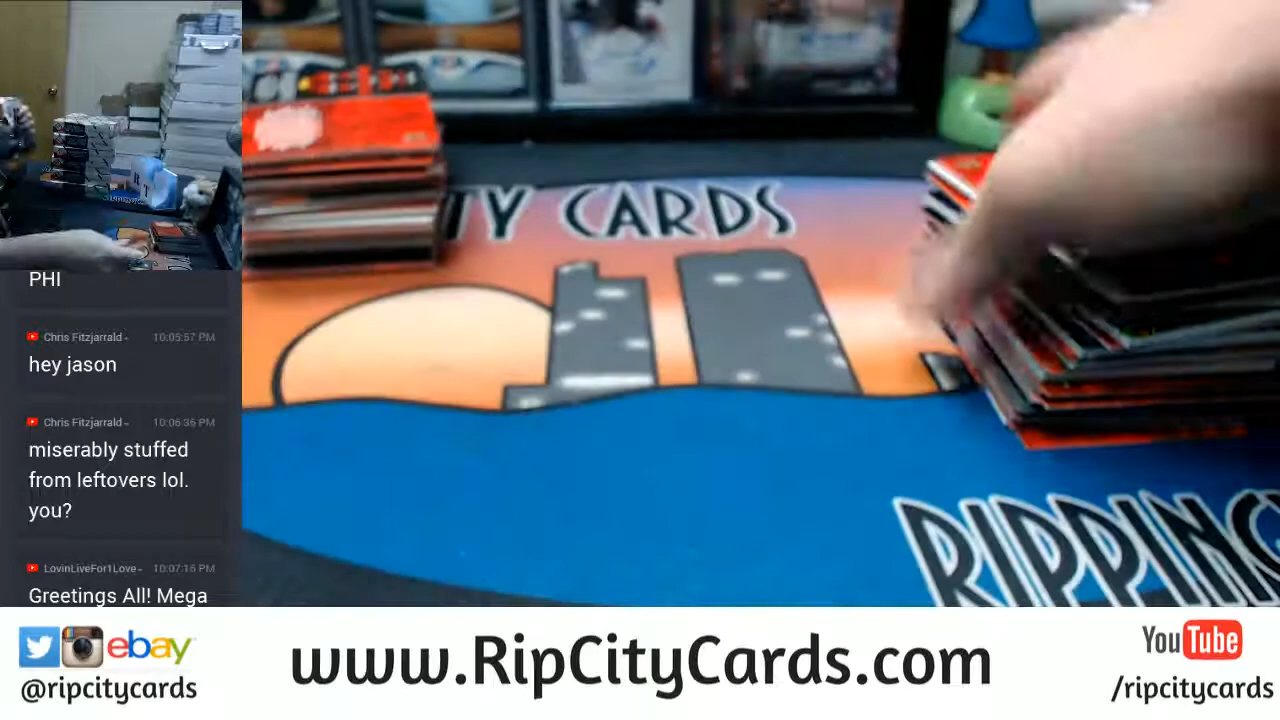 PHI
Chris Fitzjarrald - 10:05:57 PM
hey jason
Chris Fitzjarrald - 10:06:36 PM
miserably stuffed
from leftovers lol.
you?
LovinLiveFor1Love - 10:07:15 PM
Greetings All! Mega
TY CARDS
RIPPING
ebay
@ripcitycards
www.RipCityCards.com
YouTube
/ripcitycards